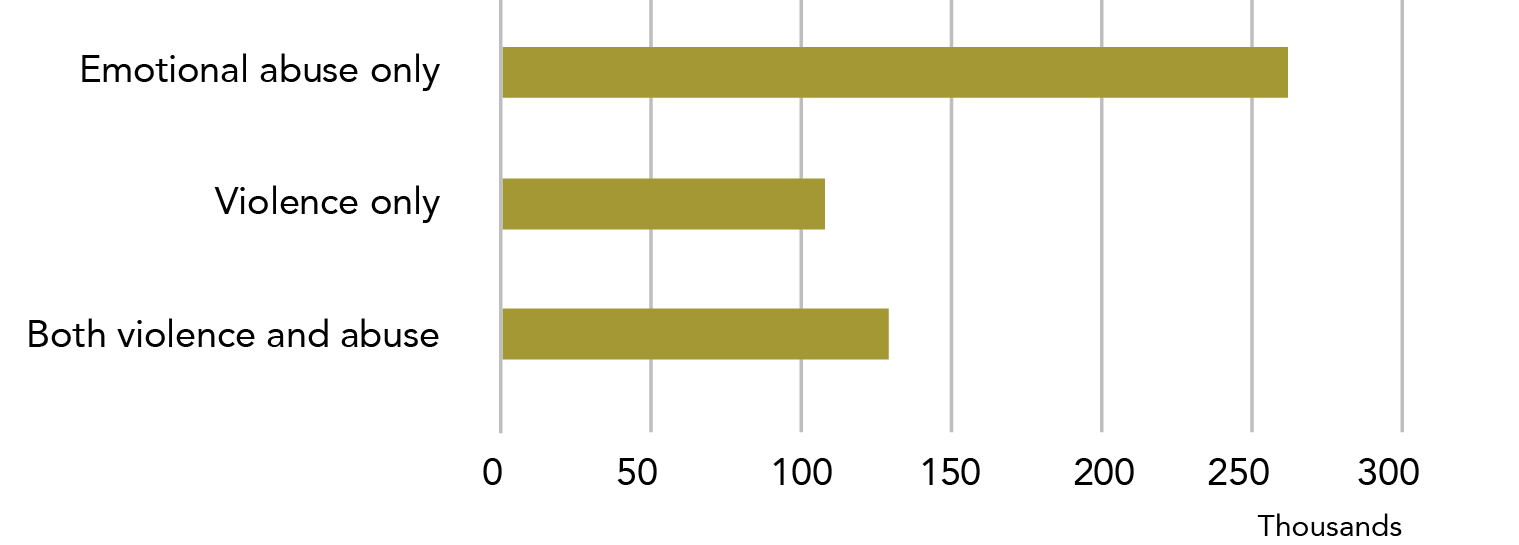 Emotional abuse only
Violence only
Both violence and abuse
0 50 100 150 200 250 300
Thousands